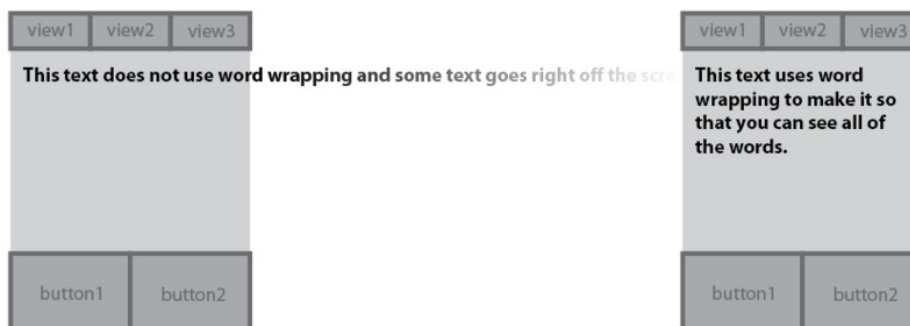 view1 view2 view3
This text does not use word wrapping and some text goes right off the scre
button1 button2
view1 view2 view3
This text uses word
wrapping to make it so
that you can see all of
the words.
button1 button2